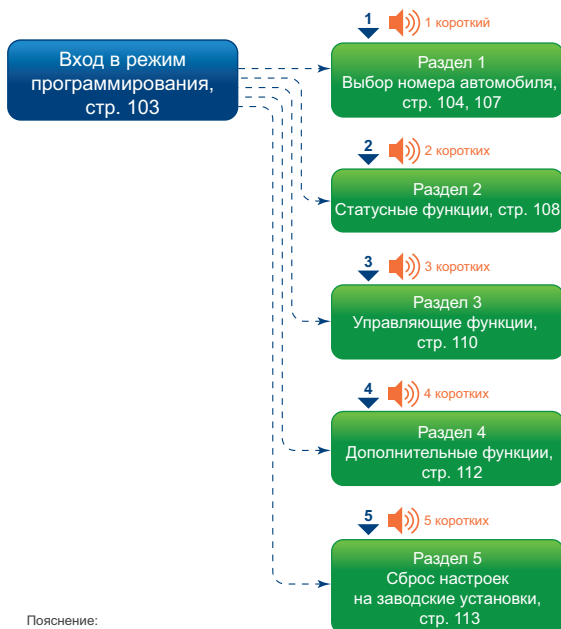 Вход в режим
программирования,
стр. 103
1 1 короткий
Раздел 1
Выбор номера автомобиля,
стр. 104, 107
2 2 коротких
Раздел 2
Статусные функции, стр. 108
3 3 коротких
Раздел 3
Управляющие функции,
стр. 110
4 4 коротких
Раздел 4
Дополнительные функции,
стр. 112
5 5 коротких
Раздел 5
Сброс настроек
на заводские установки,
стр. 113
Пояснение: